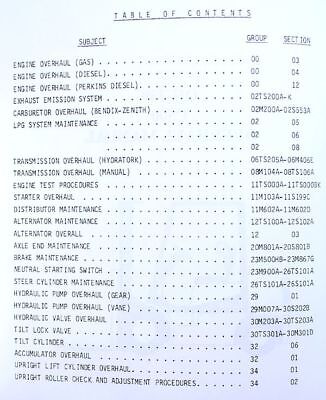 TABLE OF CONTENTS
SUBJECT GROUP SECTION
ENGINE OVERHAUL (GAS) 00 03
ENGINE OVERHAUL (DIESEL) 00 04
ENGINE OVERHAUL (PERKINS DIESEL) 00 12
EXHAUST EMISSION SYSTEM 02TS200A-K
CARBURETOR OVERHAUL (BENDIX-ZENITH) 02M200A-02S553A
LPG SYSTEM MAINTENANCE 02 05
02 06
02 08
TRANSMISSION OVERHAUL (HYDRATORK) 06TS205A-06M406E
TRANSMISSION OVERHAUL (MANUAL) 08M104A-08TS106A
ENGINE TEST PROCEDURES 11TS000A-11TS000BK
STARTER OVERHAUL 11M103A-11S199C
DISTRIBUTOR MAINTENANCE 11M602A-11M602D
ALTERNATOR MAINTENANCE 12TS100A-12S102A
ALTERNATOR OVERALL 12 03
AXLE END MAINTENANCE 20M801A-20S801B
BRAKE MAINTENANCE 23M500HB-23M867G
NEUTRAL STARTING SWITCH 23M900A-26TS101A
STEER CYLINDER MAINTENANCE 26TS101A-26S101A
HYDRAULIC PUMP OVERHAUL (GEAR) 29 01
HYDRAULIC PUMP OVERHAUL (VANE) 29M007A-30S202B
HYDRAULIC VALVE OVERHAUL 30M203A-30TS203A
TILT LOCK VALVE 30TS301A-30M301D
TILT CYLINDER 32 06
ACCUMULATOR OVERHAUL 32 01
UPRIGHT LIFT CYLINDER OVERHAUL 34 01
UPRIGHT ROLLER CHECK AND ADJUSTMENT PROCEDURES 34 02